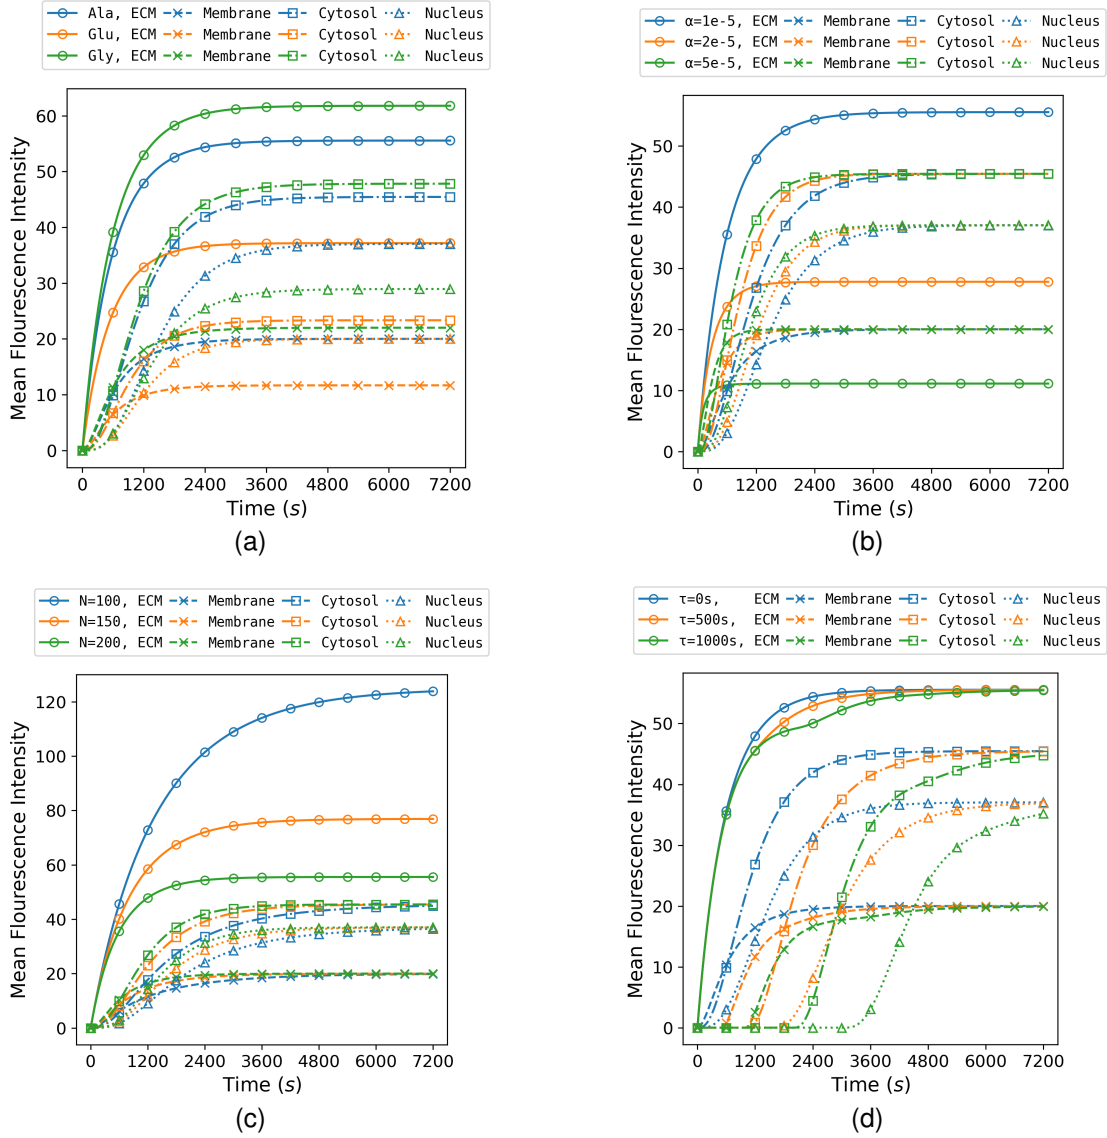 Ala, ECM Membrane Cytosol Nucleus
Glu, ECM Membrane Cytosol Nucleus
Gly, ECM Membrane Cytosol Nucleus
Mean Flourescence Intensity
60
50
40
30
20
10
0
0 1200 2400 3600 4800 6000 7200
Time (s)
(a)
α=1e-5, ECM Membrane Cytosol Nucleus
α=2e-5, ECM Membrane Cytosol Nucleus
α=5e-5, ECM Membrane Cytosol Nucleus
Mean Flourescence Intensity
50
40
30
20
10
0
0 1200 2400 3600 4800 6000 7200
Time (s)
(b)
N=100, ECM Membrane Cytosol Nucleus
N=150, ECM Membrane Cytosol Nucleus
N=200, ECM Membrane Cytosol Nucleus
Mean Flourescence Intensity
120
100
80
60
40
20
0
0 1200 2400 3600 4800 6000 7200
Time (s)
(c)
τ=0s, ECM Membrane Cytosol Nucleus
τ=500s, ECM Membrane Cytosol Nucleus
τ=1000s, ECM Membrane Cytosol Nucleus
Mean Flourescence Intensity
50
40
30
20
10
0
0 1200 2400 3600 4800 6000 7200
Time (s)
(d)